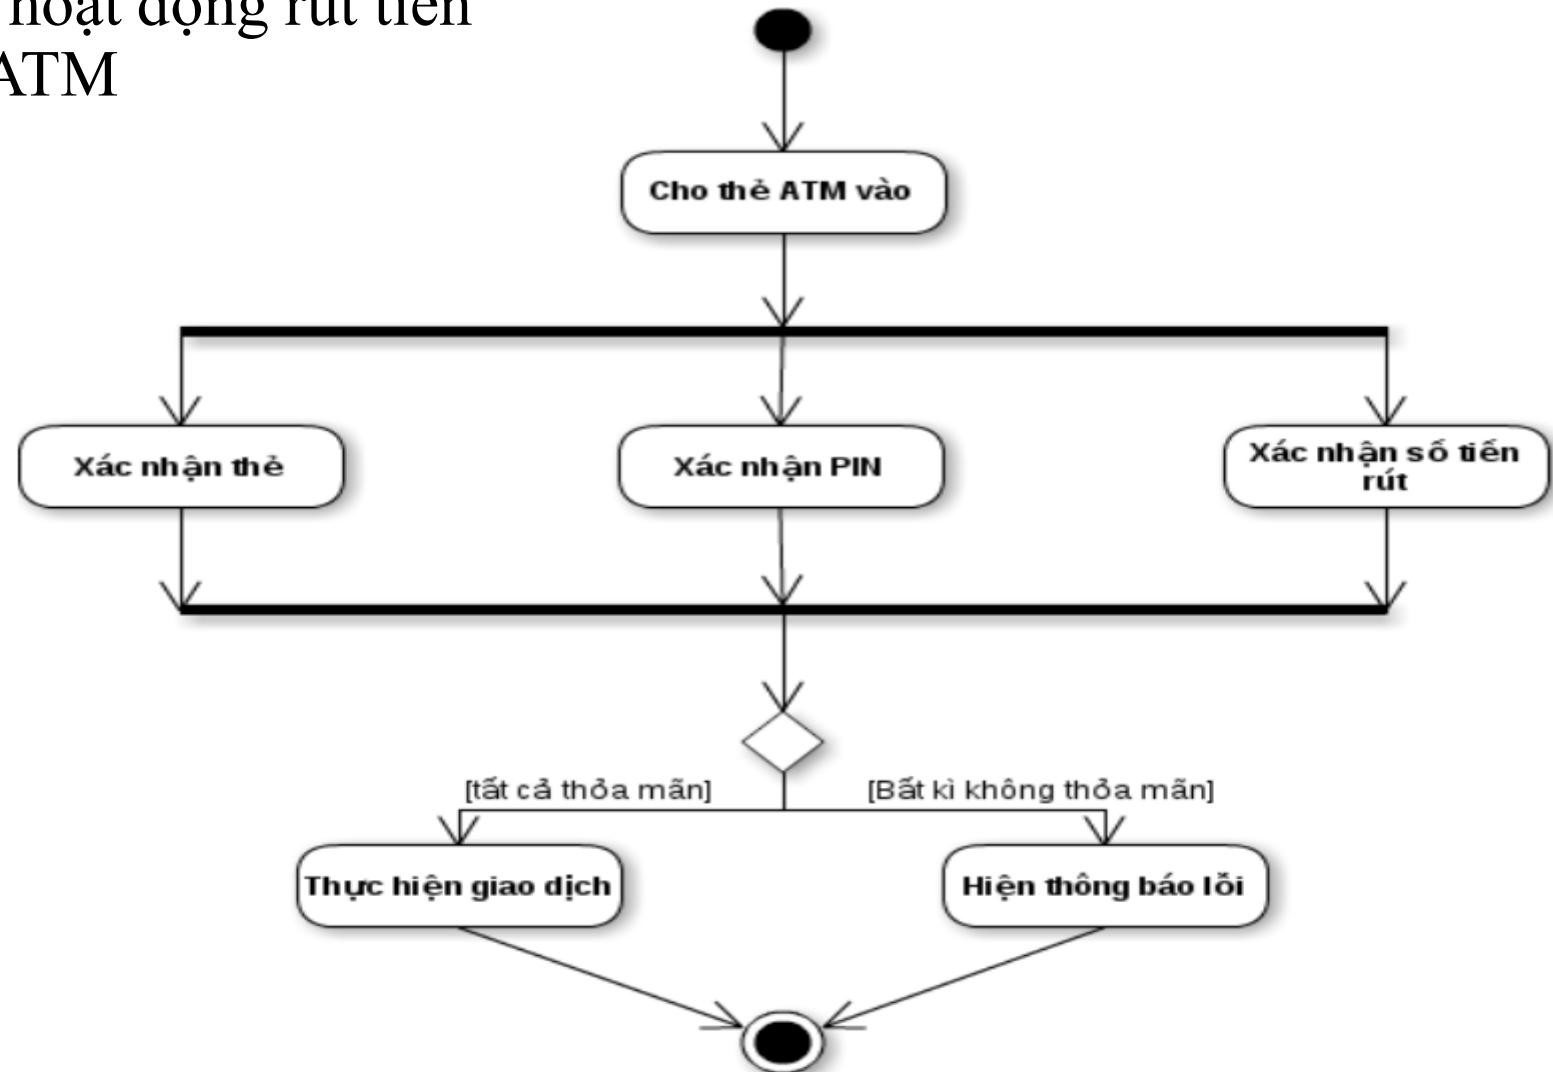 hoạt động rút tiền
ATM
Cho thẻ ATM vào
Xác nhận thẻ
Xác nhận PIN
Xác nhận số tiến
rút
[tất cả thỏa mãn]
[Bất kì không thỏa mãn]
Thực hiện giao dịch
Hiện thông báo lỗi